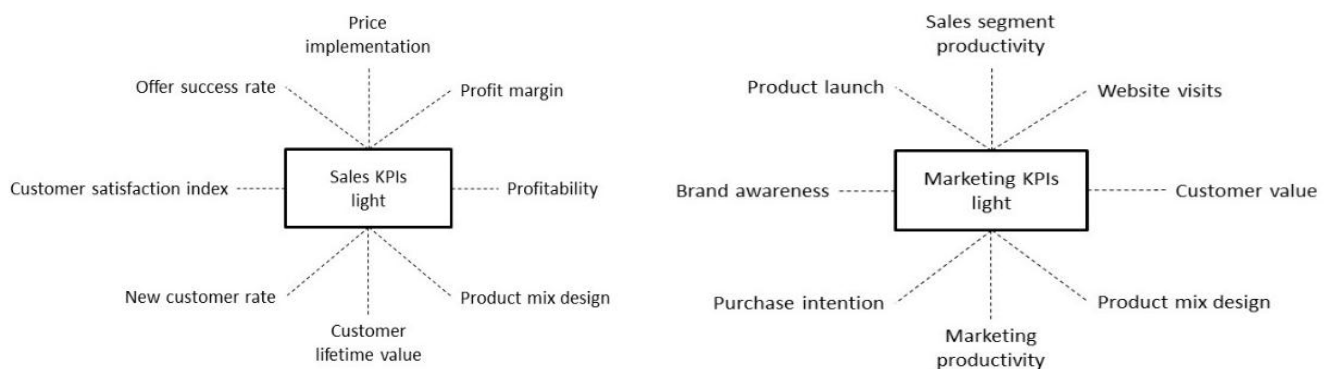 Price
implementation
Offer success rate
Profit margin
Customer satisfaction index
Sales KPIs
light
Profitability
New customer rate
Product mix design
Customer
lifetime value
Sales segment
productivity
Product launch
Website visits
Brand awareness
Marketing KPIs
light
Customer value
Purchase intention
Product mix design
Marketing
productivity